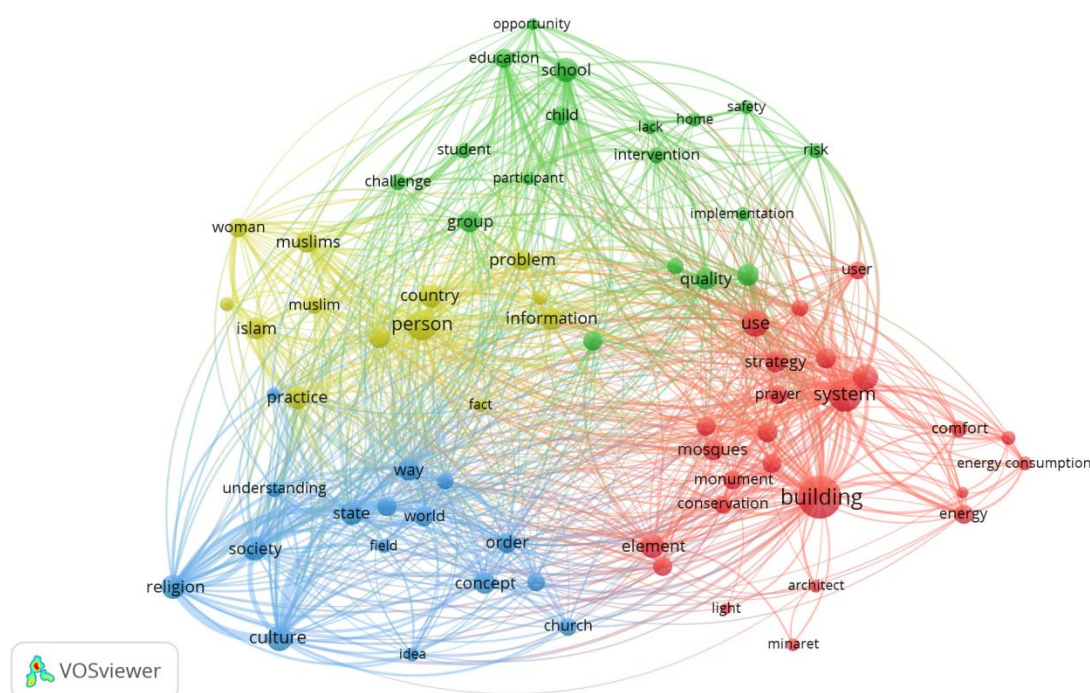 opportunity
education
school
safety
child
home
lack
risk
student
intervention
participant
challenge
implementation
group
woman
muslims
problem
user
quality
country
muslim
person
information
use
islam
strategy
prayer
system
practice
fact
comfort
mosques
energy consumption
way
monument
understanding
building
conservation
state
world
energy
society
field
order
element
religion
concept
architect
light
church
culture
minaret
idea
VOSviewer